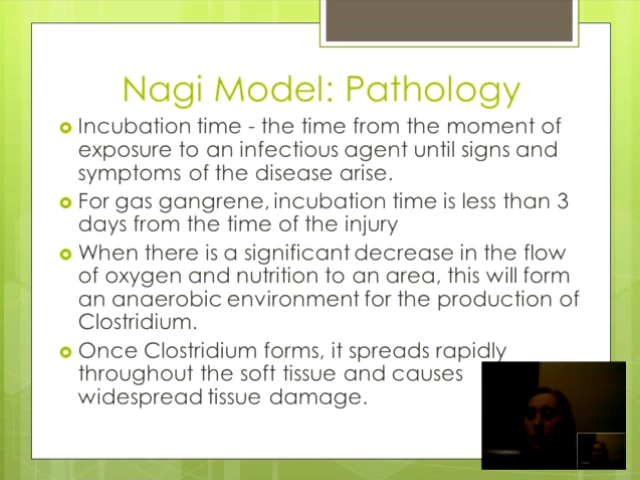 Nagi Model: Pathology
Incubation time - the time from the moment of
exposure to an infectious agent until signs and
symptoms of the disease arise.
For gas gangrene, incubation time is less than 3
days from the time of the injury
When there is a significant decrease in the flow
of oxygen and nutrition to an area, this will form
an anaerobic environment for the production of
Clostridium.
Once Clostridium forms, it spreads rapidly
throughout the soft tissue and causes
widespread tissue damage.